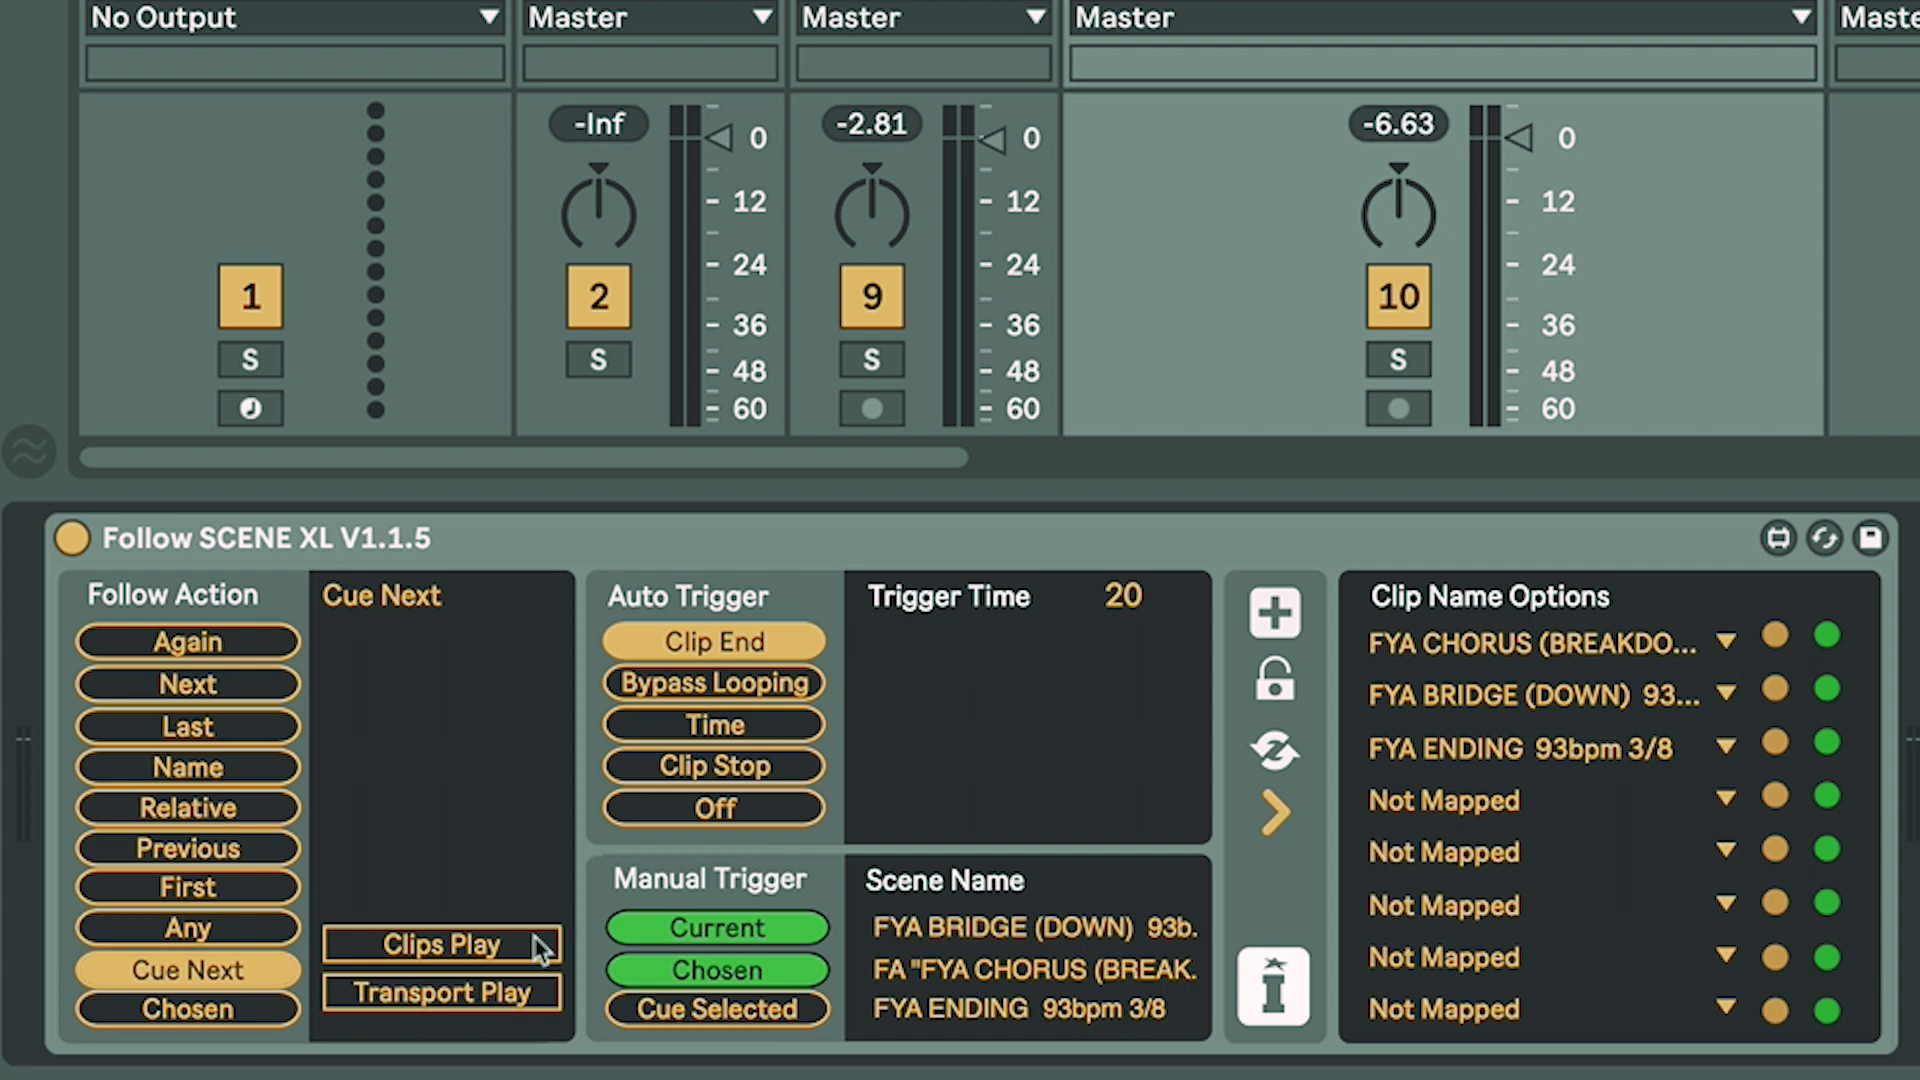 No Output
Master
Master
Master
Maste
-Inf
0
12
24
36
48
60
-2.81
0
12
24
36
48
60
-6.63
0
12
24
36
48
60
1
2
9
10
S
S
S
S
Follow SCENE XL V1.1.5
Follow Action
Again
Next
Last
Name
Relative
Previous
First
Any
Cue Next
Chosen
Cue Next
Clips Play
Transport Play
Auto Trigger
Clip End
Bypass Looping
Time
Clip Stop
Off
Trigger Time 20
Manual Trigger
Current
Chosen
Cue Selected
Scene Name
FYA BRIDGE (DOWN) 93b.
FA "FYA CHORUS (BREAK.
FYA ENDING 93bpm 3/8
Clip Name Options
FYA CHORUS (BREAKDO...
FYA BRIDGE (DOWN) 93...
FYA ENDING 93bpm 3/8
Not Mapped
Not Mapped
Not Mapped
Not Mapped
Not Mapped